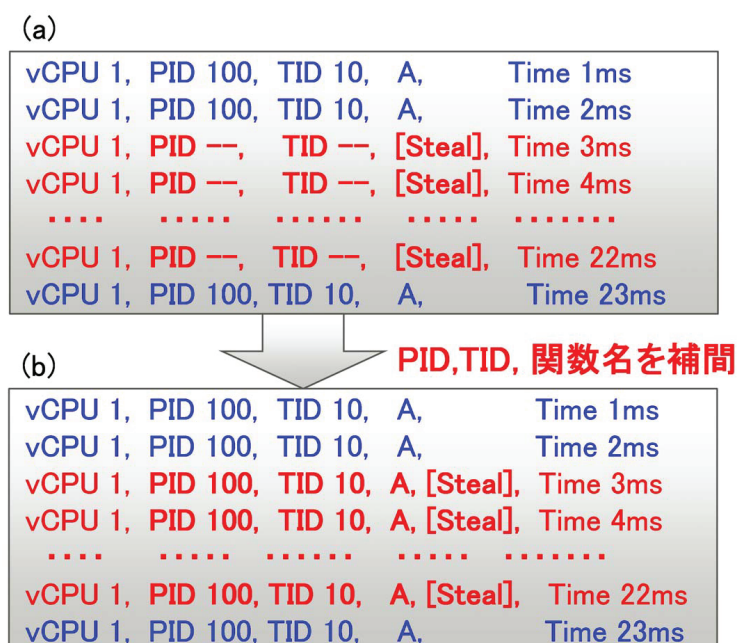 (a)
vCPU 1, PID 100, TID 10, A, Time 1ms
vCPU 1, PID 100, TID 10, A, Time 2ms
vCPU 1, PID --, TID --, [Steal], Time 3ms
vCPU 1, PID --, TID --, [Steal], Time 4ms
.... ..... ...... ..... .......
vCPU 1, PID --, TID --, [Steal], Time 22ms
vCPU 1, PID 100, TID 10, A, Time 23ms
PID,TID, 関数名を補間
(b)
vCPU 1, PID 100, TID 10, A, Time 1ms
vCPU 1, PID 100, TID 10, A, Time 2ms
vCPU 1, PID 100, TID 10, A, [Steal], Time 3ms
vCPU 1, PID 100, TID 10, A, [Steal], Time 4ms
.... ..... ...... ..... .......
vCPU 1, PID 100, TID 10, A, [Steal], Time 22ms
vCPU 1, PID 100, TID 10, A, Time 23ms